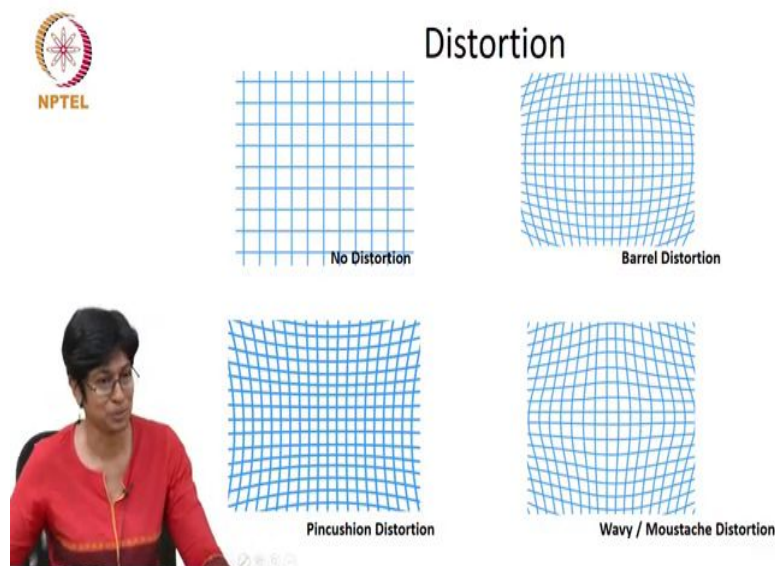 NPTEL
Distortion
No Distortion
Barrel Distortion
Pincushion Distortion
Wavy / Moustache Distortion